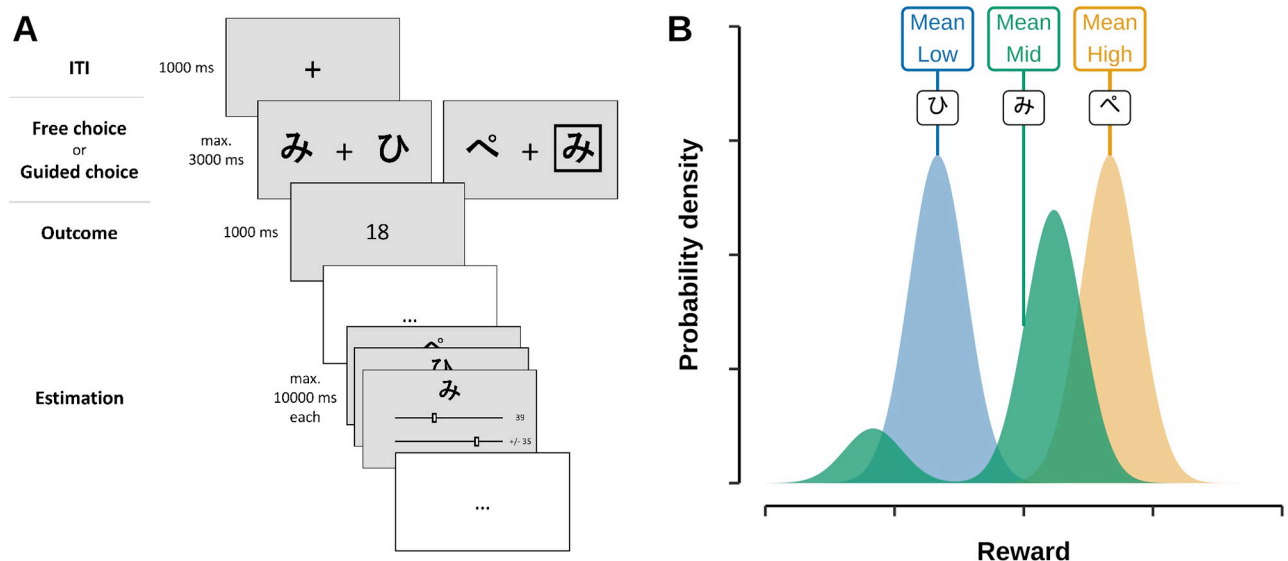 A
ITI
1000 ms
+
Free choice
or
Guided choice
max.
3000 ms
み + ひ
ぺ + み
Outcome
1000 ms
18
...
Estimation
max.
10000 ms
each
ぺ
ひ
み
39
+/- 35
...
B
Mean
Low
Mean
Mid
Mean
High
ひ
み
ぺ
Probability density
Reward